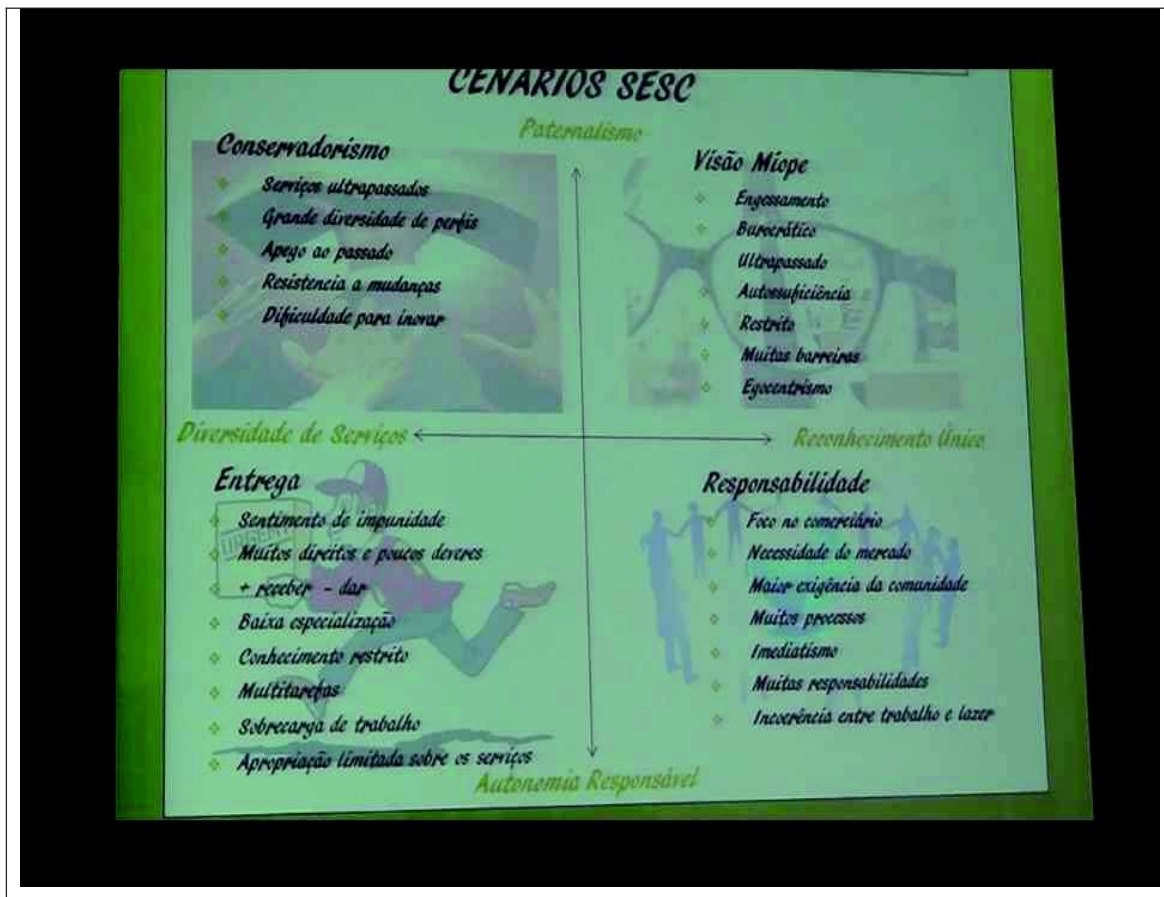 CENÁRIOS SESC
Paternalismo
Conservadorismo
Serviços ultrapassados
Grande diversidade de perfis
Apego ao passado
Resistencia a mudanças
Dificuldade para inovar
Visão Míope
Engessamento
Burocrático
Ultrapassado
Autossuficiência
Restrito
Muitas barreiras
Egocentrismo
Diversidade de Serviços
Reconhecimento Único
Entrega
Sentimento de impunidade
Muitos direitos e poucos deveres
+ receber - dar
Baixa especialização
Conhecimento restrito
Multitarefas
Sobrecarga de trabalho
Apropriação limitada sobre os serviços
URGENT
Responsabilidade
Foco no comerciário
Necessidade do mercado
Maior exigência da comunidade
Muitos processos
Imediatismo
Muitas responsabilidades
Incoerência entre trabalho e lazer
Autonomia Responsável